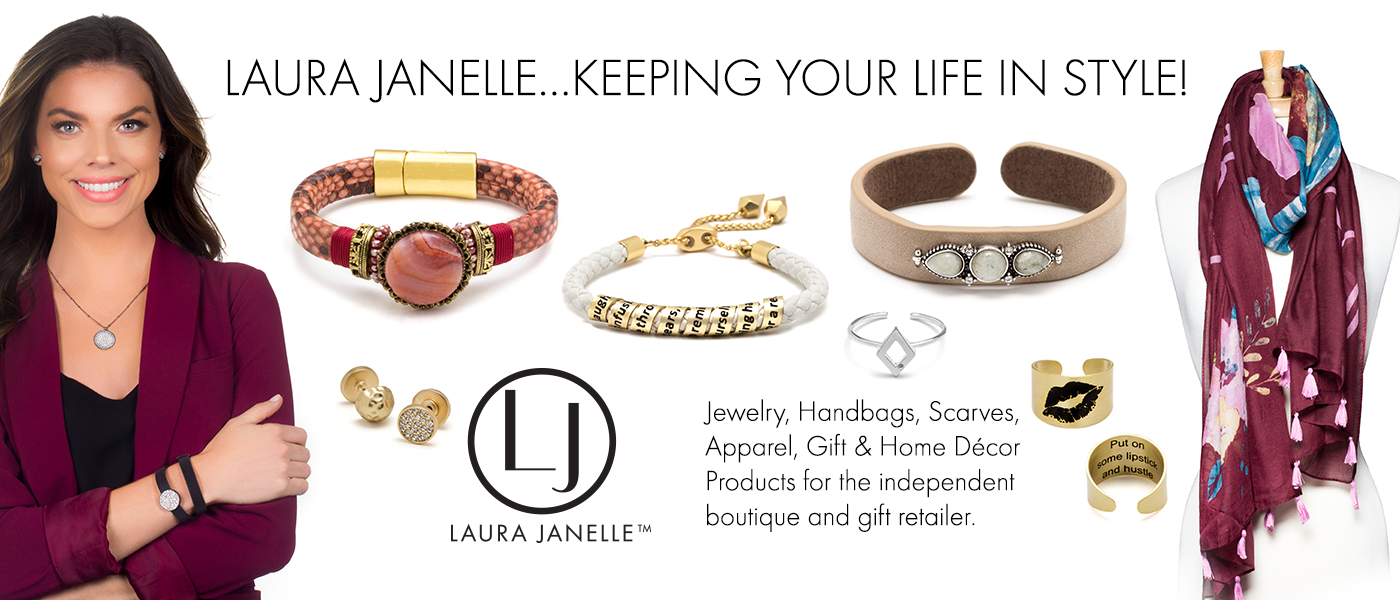 LAURA JANELLE...KEEPING YOUR LIFE IN STYLE!
LJ
LAURA JANELLE™
Jewelry, Handbags, Scarves,
Apparel, Gift & Home Décor
Products for the independent
boutique and gift retailer.
Put on
some lipstick
and hustle